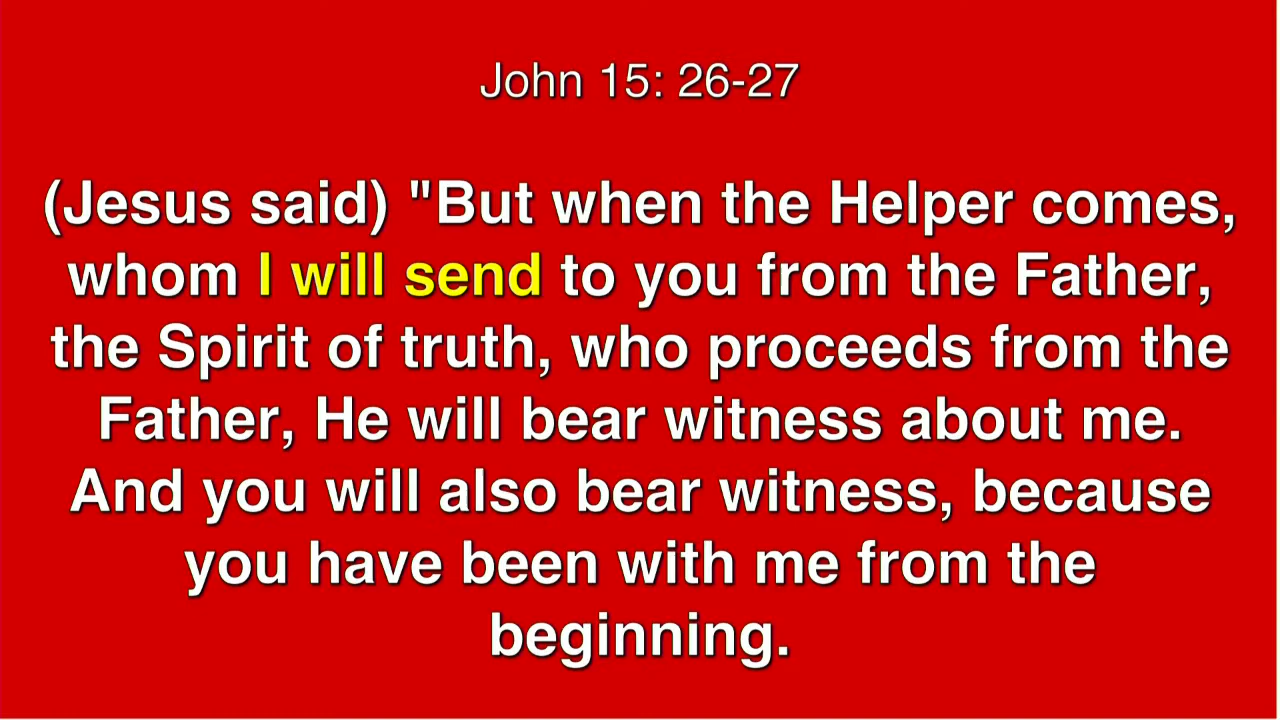 John 15: 26-27
(Jesus said) "But when the Helper comes,
whom I will send to you from the Father,
the Spirit of truth, who proceeds from the
Father, He will bear witness about me.
And you will also bear witness, because
you have been with me from the
beginning.